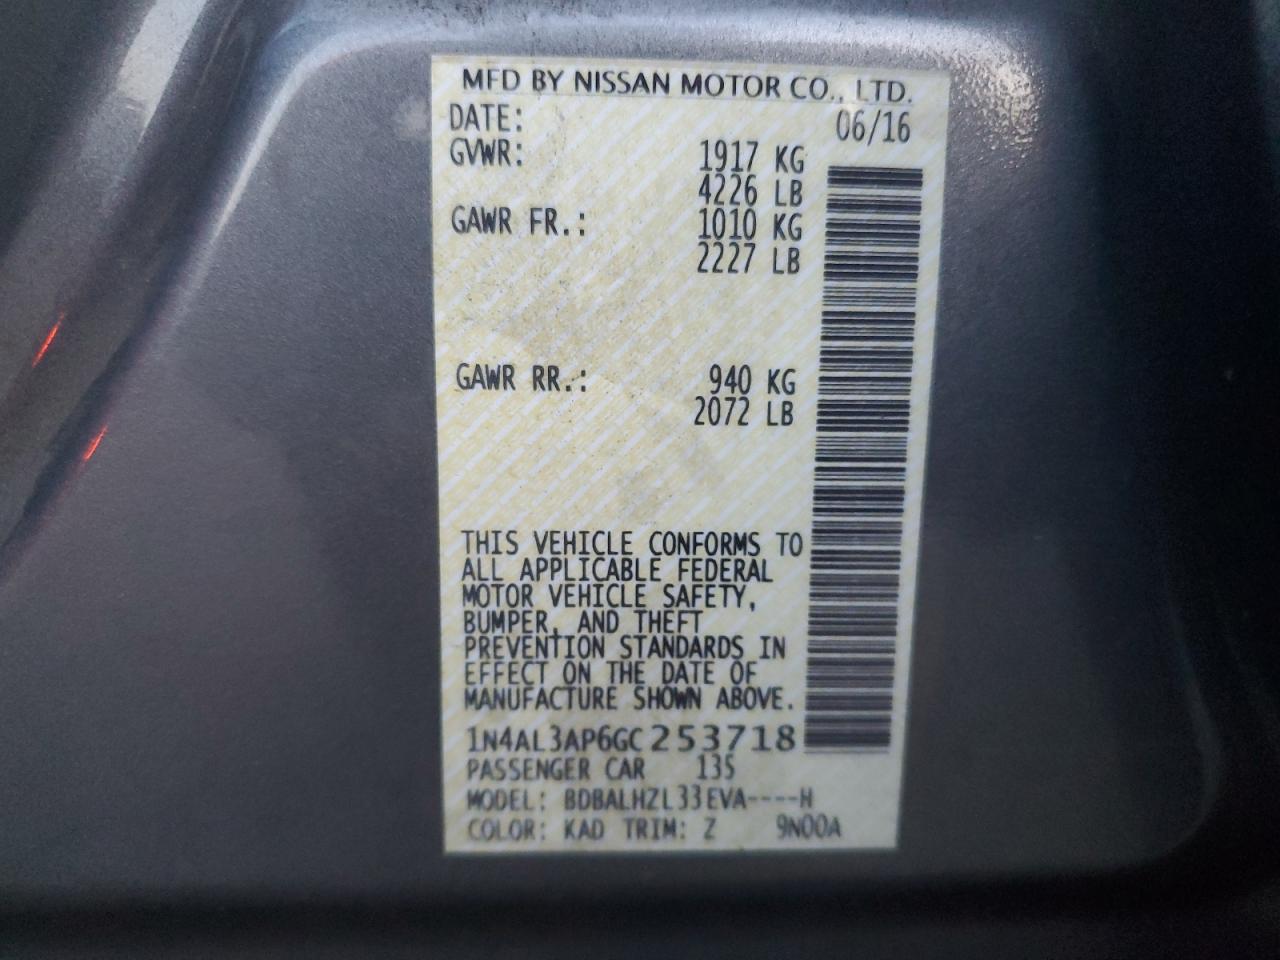 MFD BY NISSAN MOTOR CO., LTD.
DATE: 06/16
GVWR: 1917 KG
4226 LB
GAWR FR.: 1010 KG
2227 LB
GAWR RR.: 940 KG
2072 LB
THIS VEHICLE CONFORMS TO
ALL APPLICABLE FEDERAL
MOTOR VEHICLE SAFETY,
BUMPER, AND THEFT
PREVENTION STANDARDS IN
EFFECT ON THE DATE OF
MANUFACTURE SHOWN ABOVE.
1N4AL3AP6GC253718
PASSENGER CAR 135
MODEL: BDBALHZL33EVA----H
COLOR: KAD TRIM: Z 9N00A